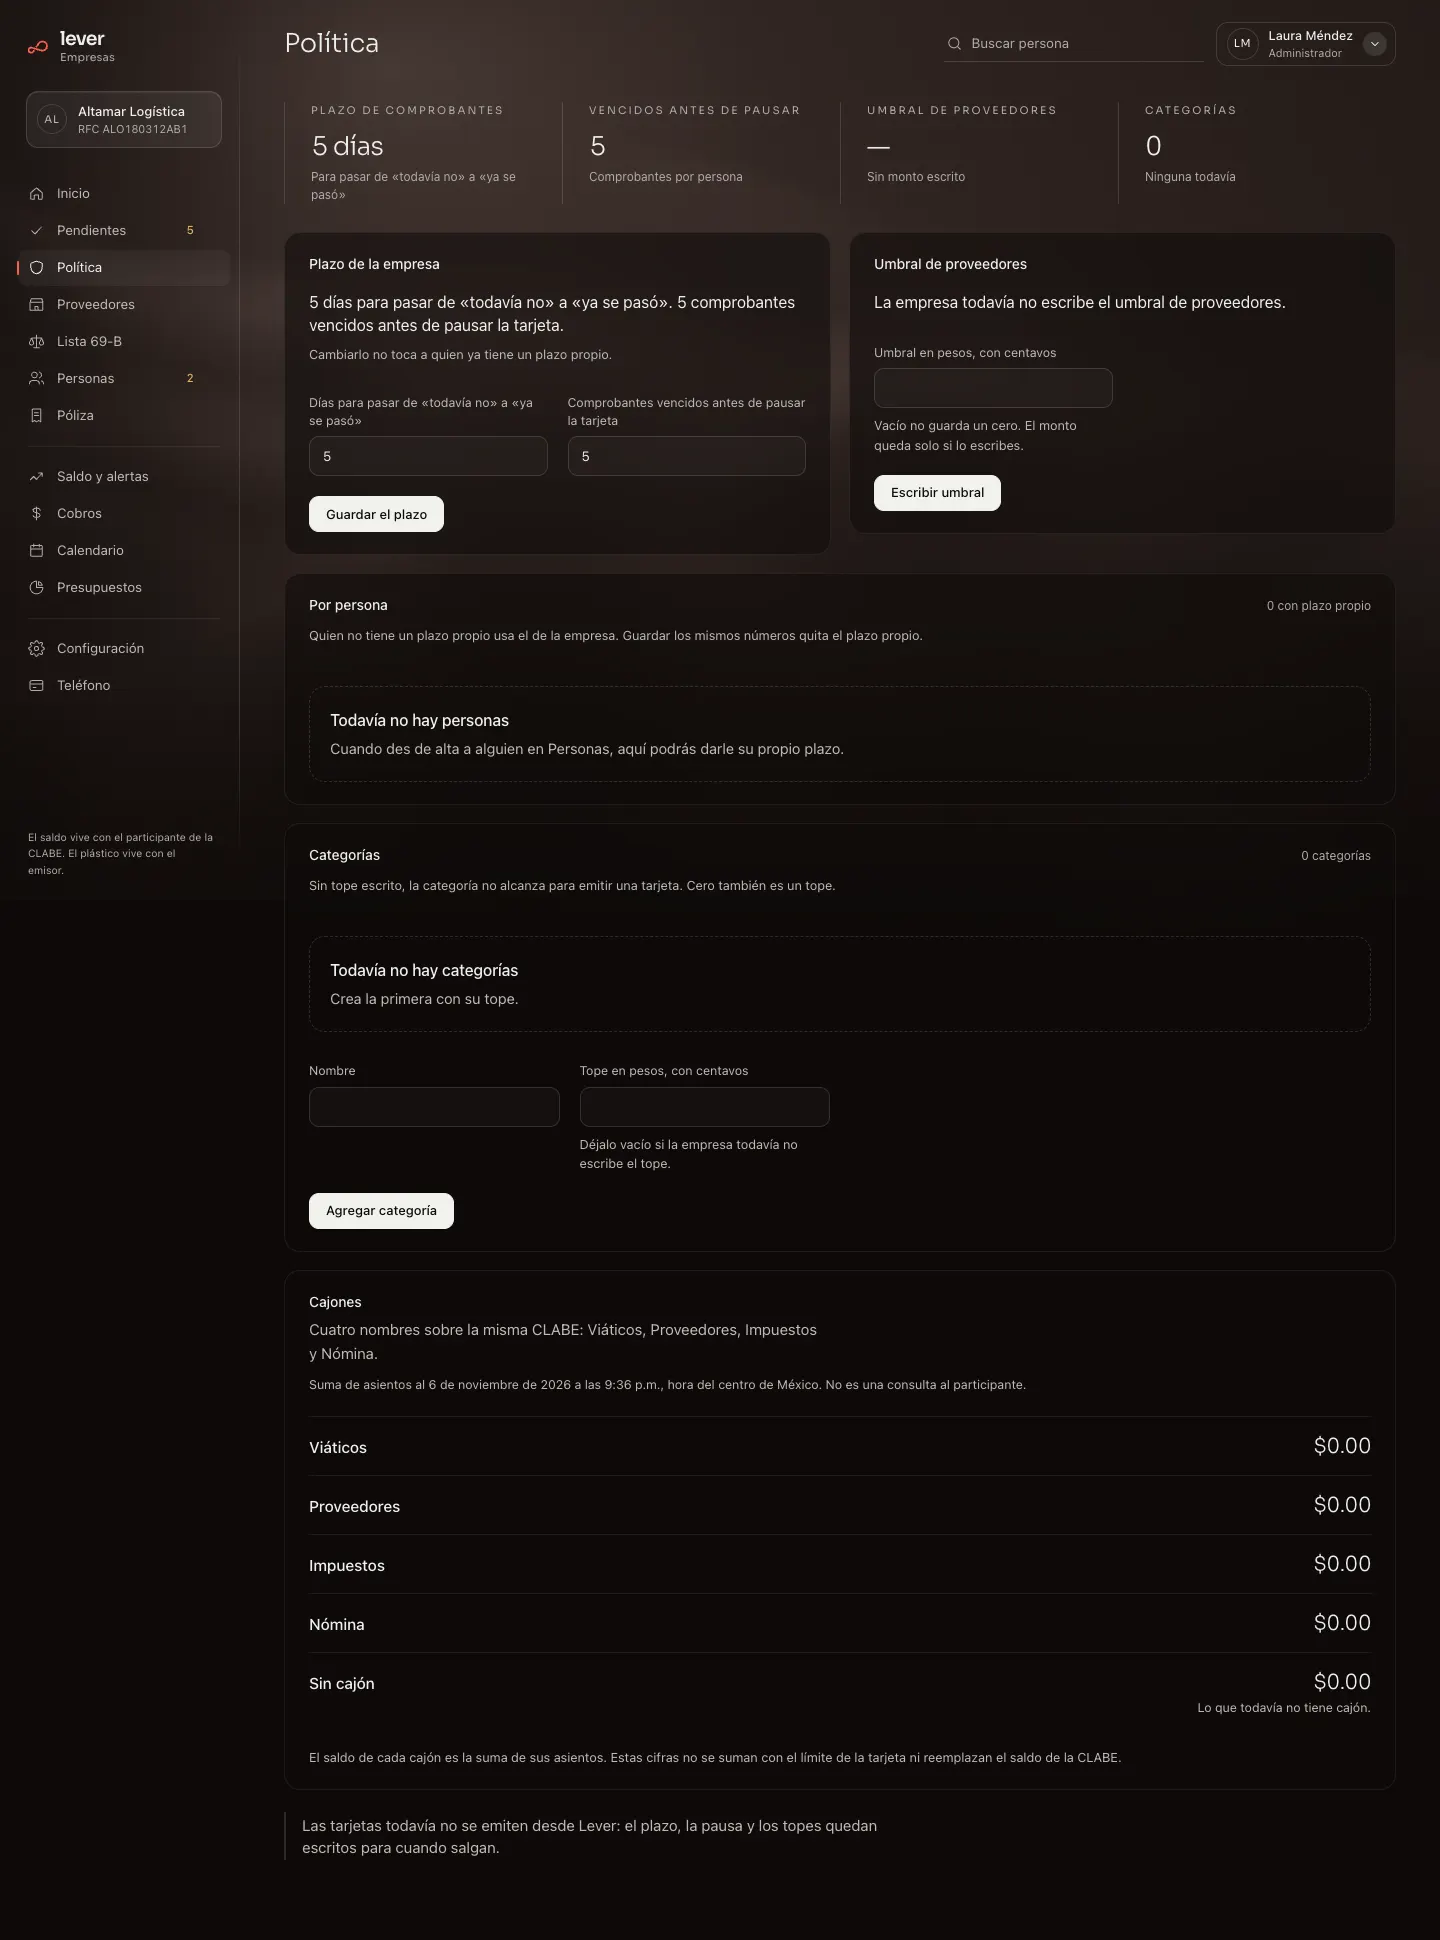 lever
Empresas
AL
Altamar Logística
RFC ALO180312AB1
Inicio
Pendientes 5
Política
Proveedores
Lista 69-B
Personas 2
Póliza
Saldo y alertas
Cobros
Calendario
Presupuestos
Configuración
Teléfono
El saldo vive con el participante de la
CLABE. El plástico vive con el
emisor.
Política
Buscar persona
LM
Laura Méndez
Administrador
PLAZO DE COMPROBANTES
5 días
Para pasar de «todavía no» a «ya se
pasó»
VENCIDOS ANTES DE PAUSAR
5
Comprobantes por persona
UMBRAL DE PROVEEDORES
—
Sin monto escrito
CATEGORÍAS
0
Ninguna todavía
Plazo de la empresa
5 días para pasar de «todavía no» a «ya se pasó». 5 comprobantes
vencidos antes de pausar la tarjeta.
Cambiarlo no toca a quien ya tiene un plazo propio.
Días para pasar de «todavía no» a «ya
se pasó»
5
Comprobantes vencidos antes de pausar
la tarjeta
5
Guardar el plazo
Umbral de proveedores
La empresa todavía no escribe el umbral de proveedores.
Umbral en pesos, con centavos
Vacío no guarda un cero. El monto
queda solo si lo escribes.
Escribir umbral
Por persona
0 con plazo propio
Quien no tiene un plazo propio usa el de la empresa. Guardar los mismos números quita el plazo propio.
Todavía no hay personas
Cuando des de alta a alguien en Personas, aquí podrás darle su propio plazo.
Categorías
0 categorías
Sin tope escrito, la categoría no alcanza para emitir una tarjeta. Cero también es un tope.
Todavía no hay categorías
Crea la primera con su tope.
Nombre
Tope en pesos, con centavos
Déjalo vacío si la empresa todavía no
escribe el tope.
Agregar categoría
Cajones
Cuatro nombres sobre la misma CLABE: Viáticos, Proveedores, Impuestos
y Nómina.
Suma de asientos al 6 de noviembre de 2026 a las 9:36 p.m., hora del centro de México. No es una consulta al participante.
Viáticos $0.00
Proveedores $0.00
Impuestos $0.00
Nómina $0.00
Sin cajón $0.00
Lo que todavía no tiene cajón.
El saldo de cada cajón es la suma de sus asientos. Estas cifras no se suman con el límite de la tarjeta ni reemplazan el saldo de la CLABE.
Las tarjetas todavía no se emiten desde Lever: el plazo, la pausa y los topes quedan
escritos para cuando salgan.